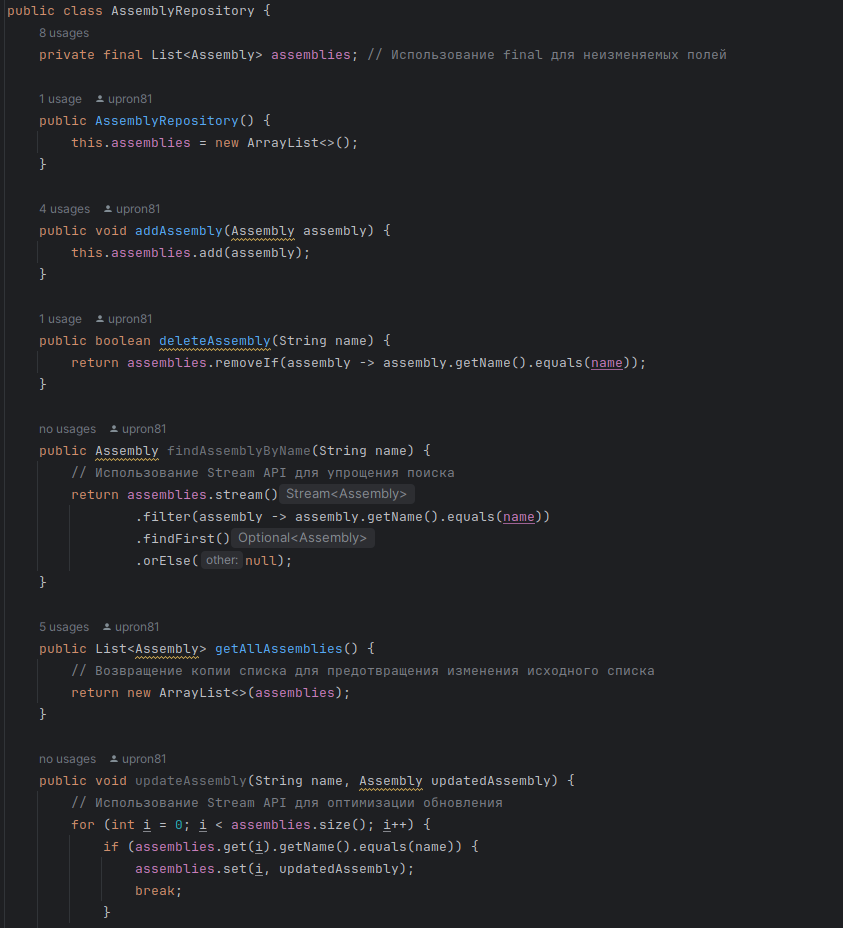 public class AssemblyRepository {
8 usages
private final List<Assembly> assemblies; // Использование final для неизменяемых полей
1 usage upron81
public AssemblyRepository() {
this.assemblies = new ArrayList<>();
}
4 usages upron81
public void addAssembly(Assembly assembly) {
this.assemblies.add(assembly);
}
1 usage upron81
public boolean deleteAssembly(String name) {
return assemblies.removeIf(assembly -> assembly.getName().equals(name));
}
no usages upron81
public Assembly findAssemblyByName(String name) {
// Использование Stream API для упрощения поиска
return assemblies.stream() Stream<Assembly>
.filter(assembly -> assembly.getName().equals(name))
.findFirst() Optional<Assembly>
.orElse( other: null);
}
5 usages upron81
public List<Assembly> getAllAssemblies() {
// Возвращение копии списка для предотвращения изменения исходного списка
return new ArrayList<>(assemblies);
}
no usages upron81
public void updateAssembly(String name, Assembly updatedAssembly) {
// Использование Stream API для оптимизации обновления
for (int i = 0; i < assemblies.size(); i++) {
if (assemblies.get(i).getName().equals(name)) {
assemblies.set(i, updatedAssembly);
break;
}